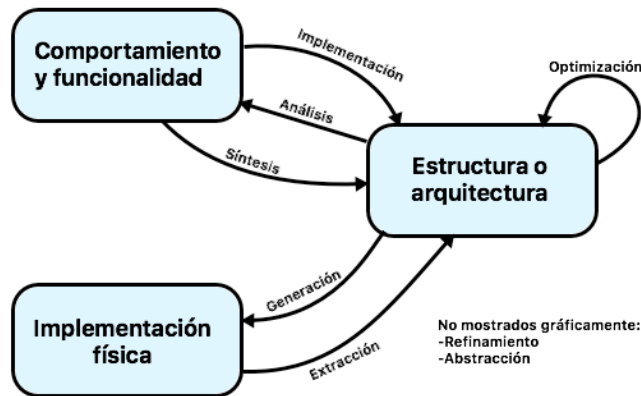 Comportamiento
y funcionalidad
Implementación
Optimización
Análisis
Síntesis
Estructura o
arquitectura
Generación
Implementación
física
Extracción
No mostrados gráficamente:
-Refinamiento
-Abstracción